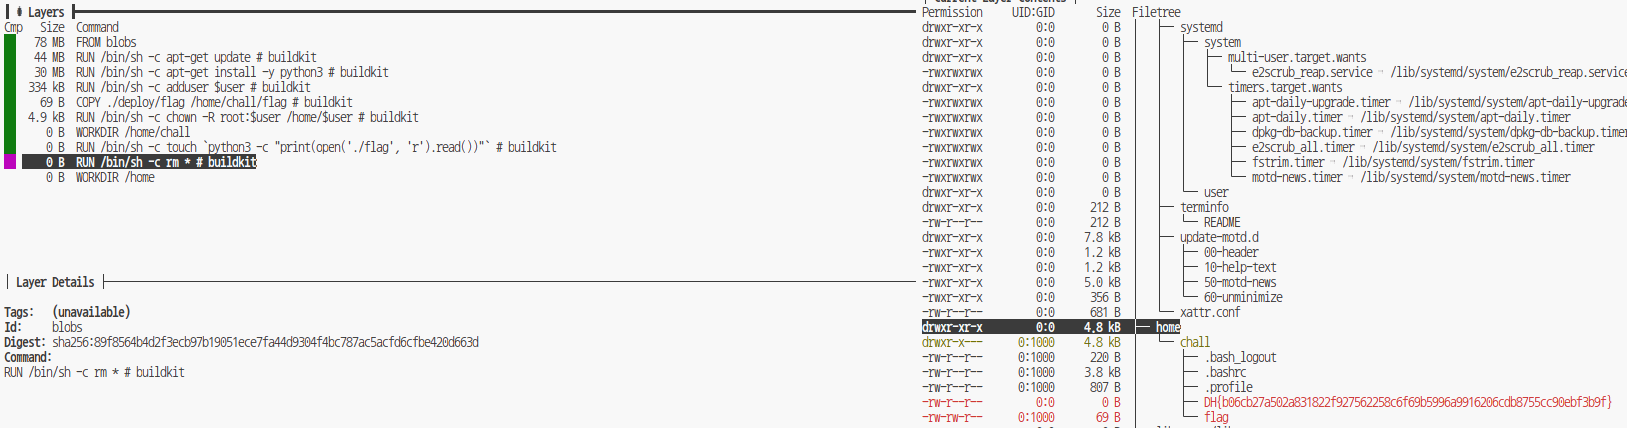 Layers
Cmp Size Command
78 MB FROM blobs
44 MB RUN /bin/sh -c apt-get update # buildkit
30 MB RUN /bin/sh -c apt-get install -y python3 # buildkit
334 kB RUN /bin/sh -c adduser $user # buildkit
69 B COPY ./deploy/flag /home/chall/flag # buildkit
4.9 kB RUN /bin/sh -c chown -R root:$user /home/$user # buildkit
0 B WORKDIR /home/chall
0 B RUN /bin/sh -c touch `python3 -c "print(open('./flag', 'r').read())"` # buildkit
0 B RUN /bin/sh -c rm * # buildkit
0 B WORKDIR /home
Layer Details
Tags: (unavailable)
Id: blobs
Digest: sha256:89f8564b4d2f3ecb97b19051ece7fa44d9304f4bc787ac5acfd6cfbe420d663d
Command:
RUN /bin/sh -c rm * # buildkit
Current Layer Contents
Permission UID:GID Size Filetree
drwxr-xr-x 0:0 0 B systemd
drwxr-xr-x 0:0 0 B system
drwxr-xr-x 0:0 0 B multi-user.target.wants
-rwxrwxrwx 0:0 0 B e2scrub_reap.service → /lib/systemd/system/e2scrub_reap.service
drwxr-xr-x 0:0 0 B timers.target.wants
-rwxrwxrwx 0:0 0 B apt-daily-upgrade.timer → /lib/systemd/system/apt-daily-upgrade
-rwxrwxrwx 0:0 0 B apt-daily.timer → /lib/systemd/system/apt-daily.timer
-rwxrwxrwx 0:0 0 B dpkg-db-backup.timer → /lib/systemd/system/dpkg-db-backup.timer
-rwxrwxrwx 0:0 0 B e2scrub_all.timer → /lib/systemd/system/e2scrub_all.timer
-rwxrwxrwx 0:0 0 B fstrim.timer → /lib/systemd/system/fstrim.timer
-rwxrwxrwx 0:0 0 B motd-news.timer → /lib/systemd/system/motd-news.timer
drwxr-xr-x 0:0 0 B user
drwxr-xr-x 0:0 212 B terminfo
-rw-r--r-- 0:0 212 B README
drwxr-xr-x 0:0 7.8 kB update-motd.d
-rwxr-xr-x 0:0 1.2 kB 00-header
-rwxr-xr-x 0:0 1.2 kB 10-help-text
-rwxr-xr-x 0:0 5.0 kB 50-motd-news
-rwxr-xr-x 0:0 356 B 60-unminimize
-rw-r--r-- 0:0 681 B xattr.conf
drwxr-xr-x 0:0 4.8 kB home
drwxr-x--- 0:1000 4.8 kB chall
-rw-r--r-- 0:1000 220 B .bash_logout
-rw-r--r-- 0:1000 3.8 kB .bashrc
-rw-r--r-- 0:1000 807 B .profile
-rw-r--r-- 0:0 0 B DH{b06cb27a502a831822f927562258c6f69b5996a9916206cdb8755cc90ebf3b9f}
-rw-rw-r-- 0:1000 69 B flag